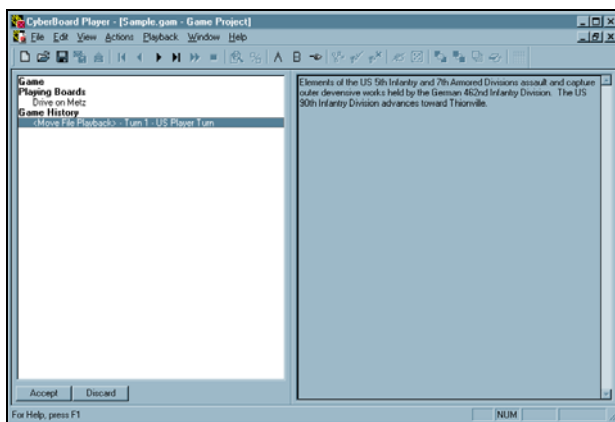 CyberBoard Player - [Sample.gam - Game Project]
File Edit View Actions Playback Window Help
A B
Game
Playing Boards
Drive on Metz
Game History
<Move File Playback> - Turn 1 - US Player Turn
Elements of the US 5th Infantry and 7th Armored Divisions assault and capture
outer devensive works held by the German 462nd Infantry Division. The US
90th Infantry Division advances toward Thionville.
Accept Discard
For Help, press F1
NUM